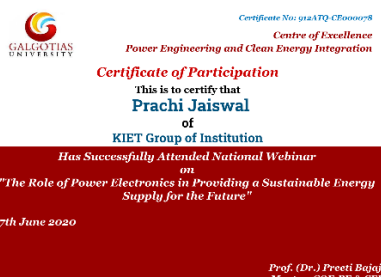 Certificate No: 912ATQ-CE000078
GALGOTIAS
UNIVERSITY
Centre of Excellence
Power Engineering and Clean Energy Integration
Certificate of Participation
This is to certify that
Prachi Jaiswal
of
KIET Group of Institution
Has Successfully Attended National Webinar
on
"The Role of Power Electronics in Providing a Sustainable Energy
Supply for the Future"
7th June 2020
Prof. (Dr.) Preeti Bajaj